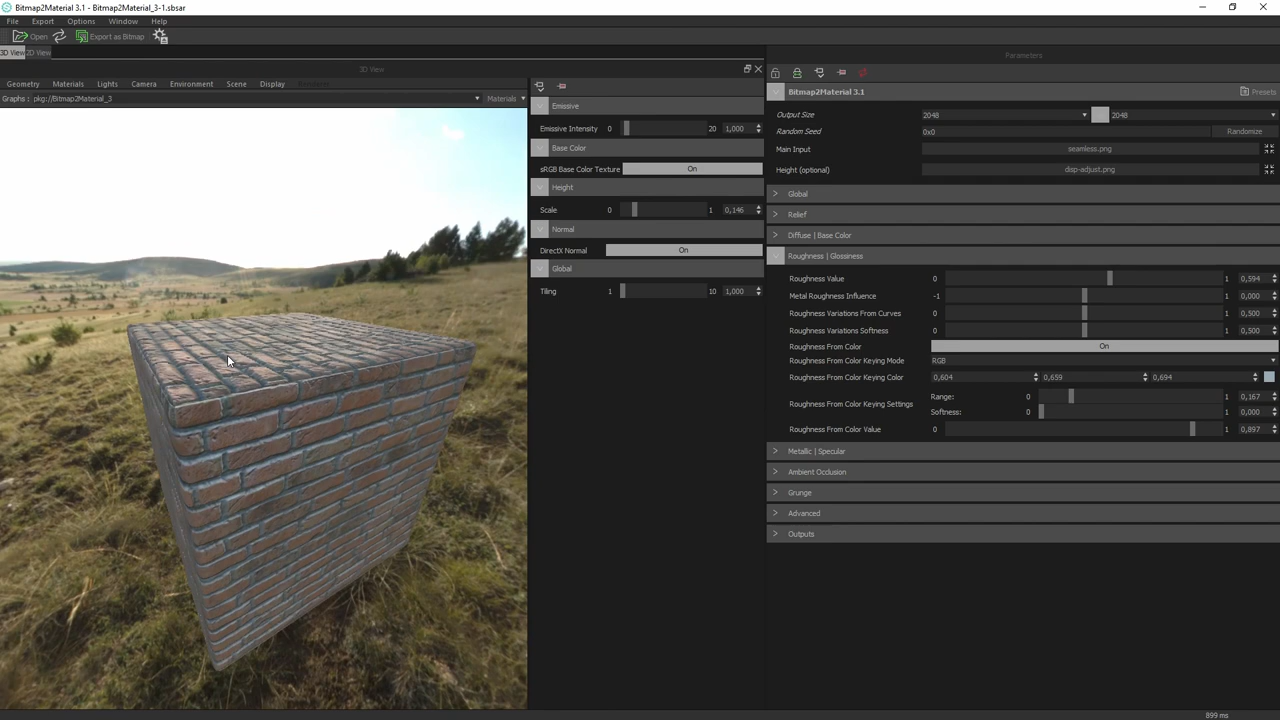 Bitmap2Material 3.1 - Bitmap2Material_3-1.sbsar
File Export Options Window Help
Open Export as Bitmap
3D View 2D View
3D View
Geometry Materials Lights Camera Environment Scene Display
Graphs: pkg://Bitmap2Material_3 Materials
Emissive
Emissive Intensity 0 20 1,000
Base Color
sRGB Base Color Texture On
Height
Scale 0 1 0,146
Normal
DirectX Normal On
Global
Tiling 1 10 1,000
Parameters
Bitmap2Material 3.1 Presets
Output Size 2048 2048
Random Seed 0x0 Randomize
Main Input seamless.png
Height (optional) disp-adjust.png
Global
Relief
Diffuse | Base Color
Roughness | Glossiness
Roughness Value 0 1 0,594
Metal Roughness Influence -1 1 0,000
Roughness Variations From Curves 0 1 0,500
Roughness Variations Softness 0 1 0,500
Roughness From Color On
Roughness From Color Keying Mode RGB
Roughness From Color Keying Color 0,604 0,659 0,694
Roughness From Color Keying Settings Range: 0 1 0,167
Softness: 0 1 0,000
Roughness From Color Value 0 1 0,897
Metallic | Specular
Ambient Occlusion
Grunge
Advanced
Outputs
899 ms